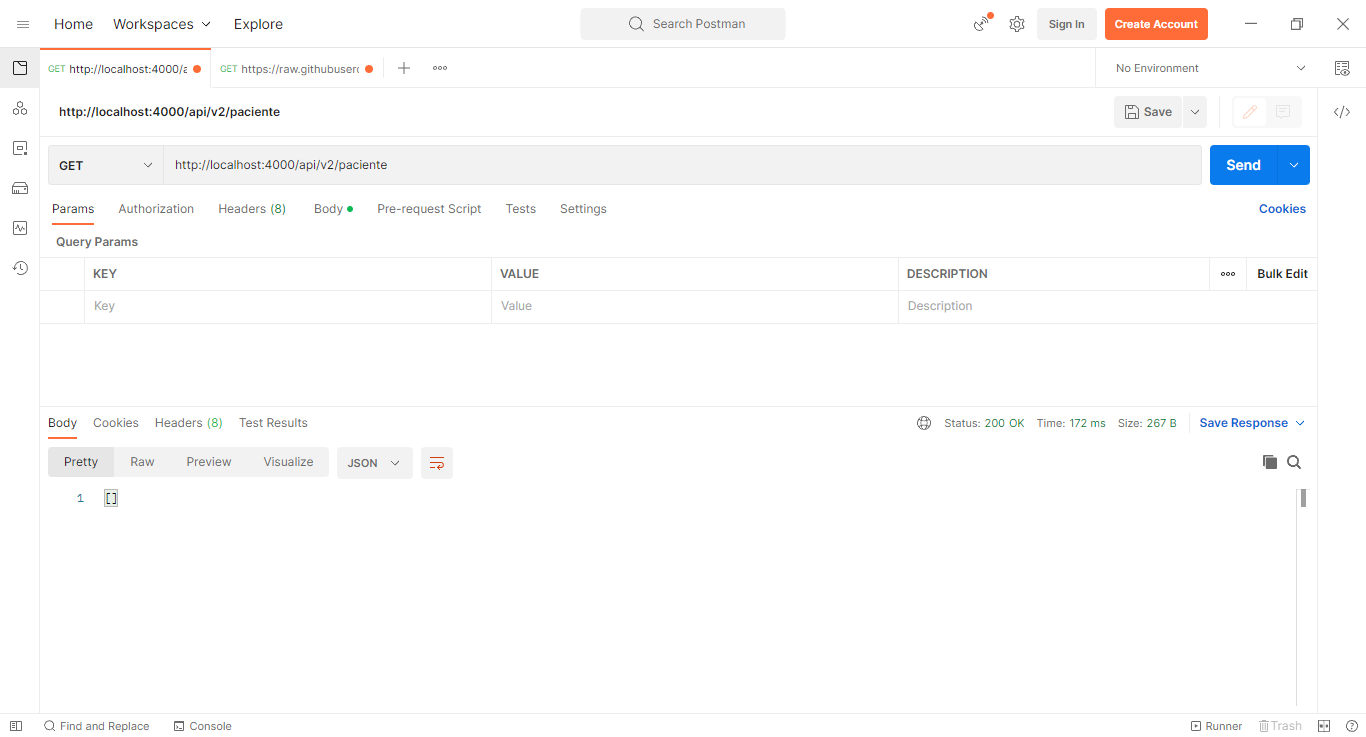 Home Workspaces Explore Search Postman Sign In Create Account
GET http://localhost:4000/a GET https://raw.githubuserc No Environment
http://localhost:4000/api/v2/paciente Save
GET http://localhost:4000/api/v2/paciente Send
Params Authorization Headers (8) Body Pre-request Script Tests Settings Cookies
Query Params
KEY VALUE DESCRIPTION Bulk Edit
Key Value Description
Body Cookies Headers (8) Test Results Status: 200 OK Time: 172 ms Size: 267 B Save Response
Pretty Raw Preview Visualize JSON
1 []
Find and Replace Console Runner Trash